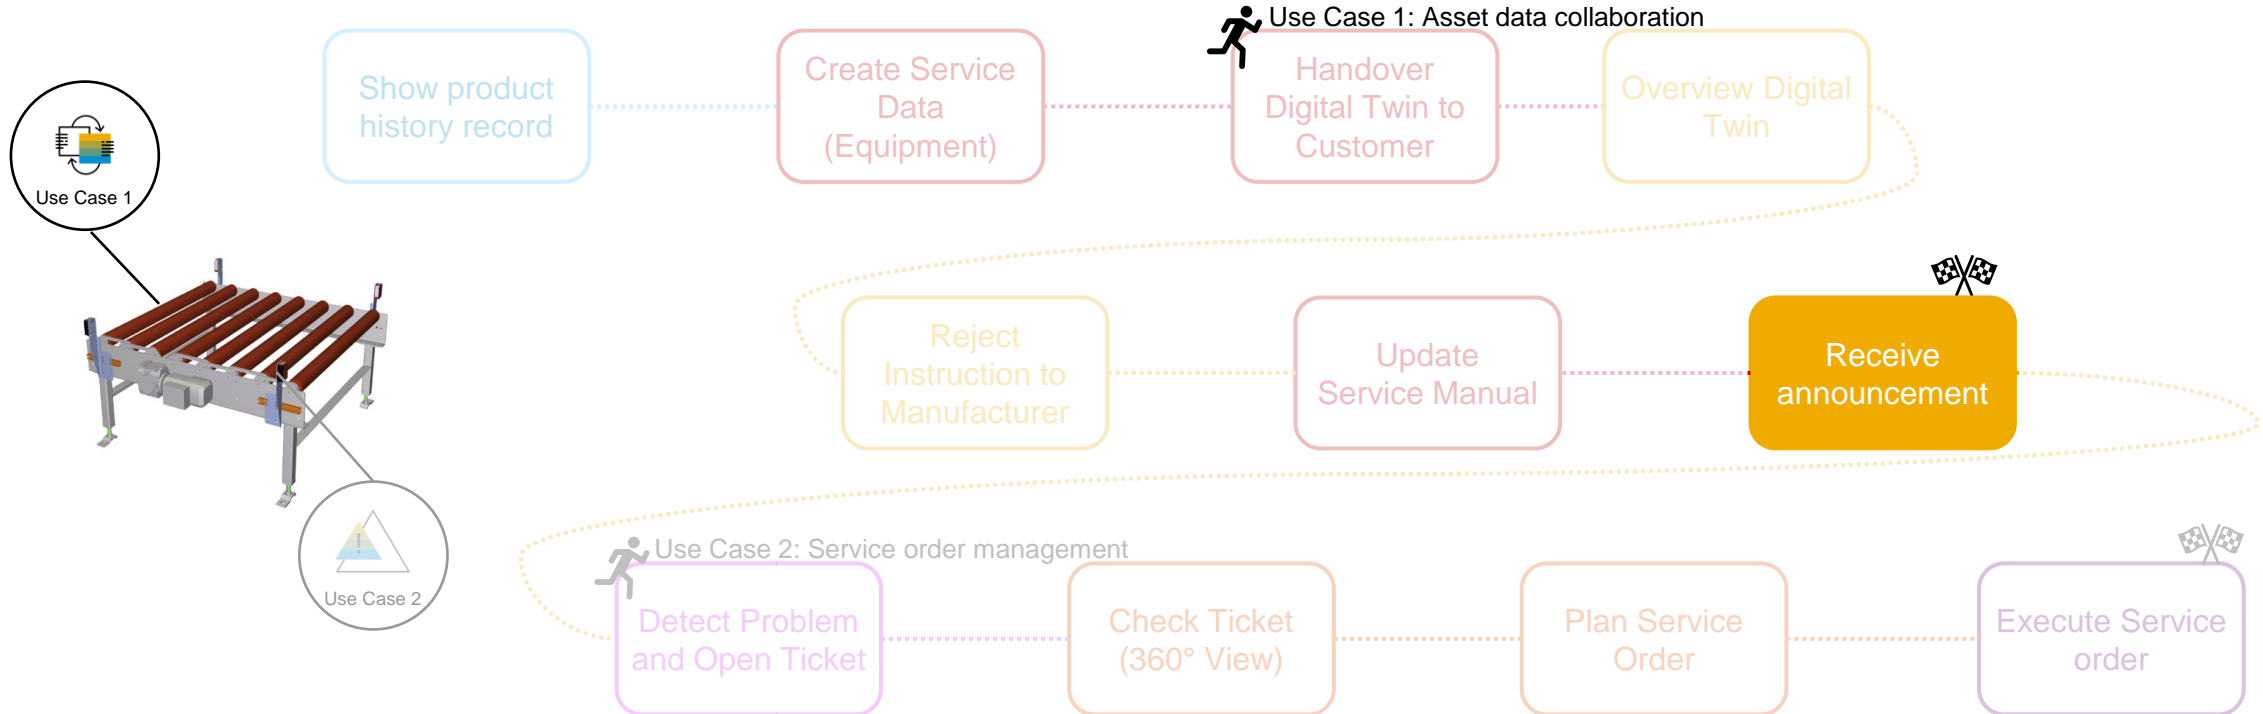 Use Case 1: Asset data collaboration
Show product
history record
Create Service
Data
(Equipment)
Handover
Digital Twin to
Customer
Overview Digital
Twin
Use Case 1
Reject
Instruction to
Manufacturer
Update
Service Manual
Receive
announcement
Use Case 2
Use Case 2: Service order management
Detect Problem
and Open Ticket
Check Ticket
(360° View)
Plan Service
Order
Execute Service
order